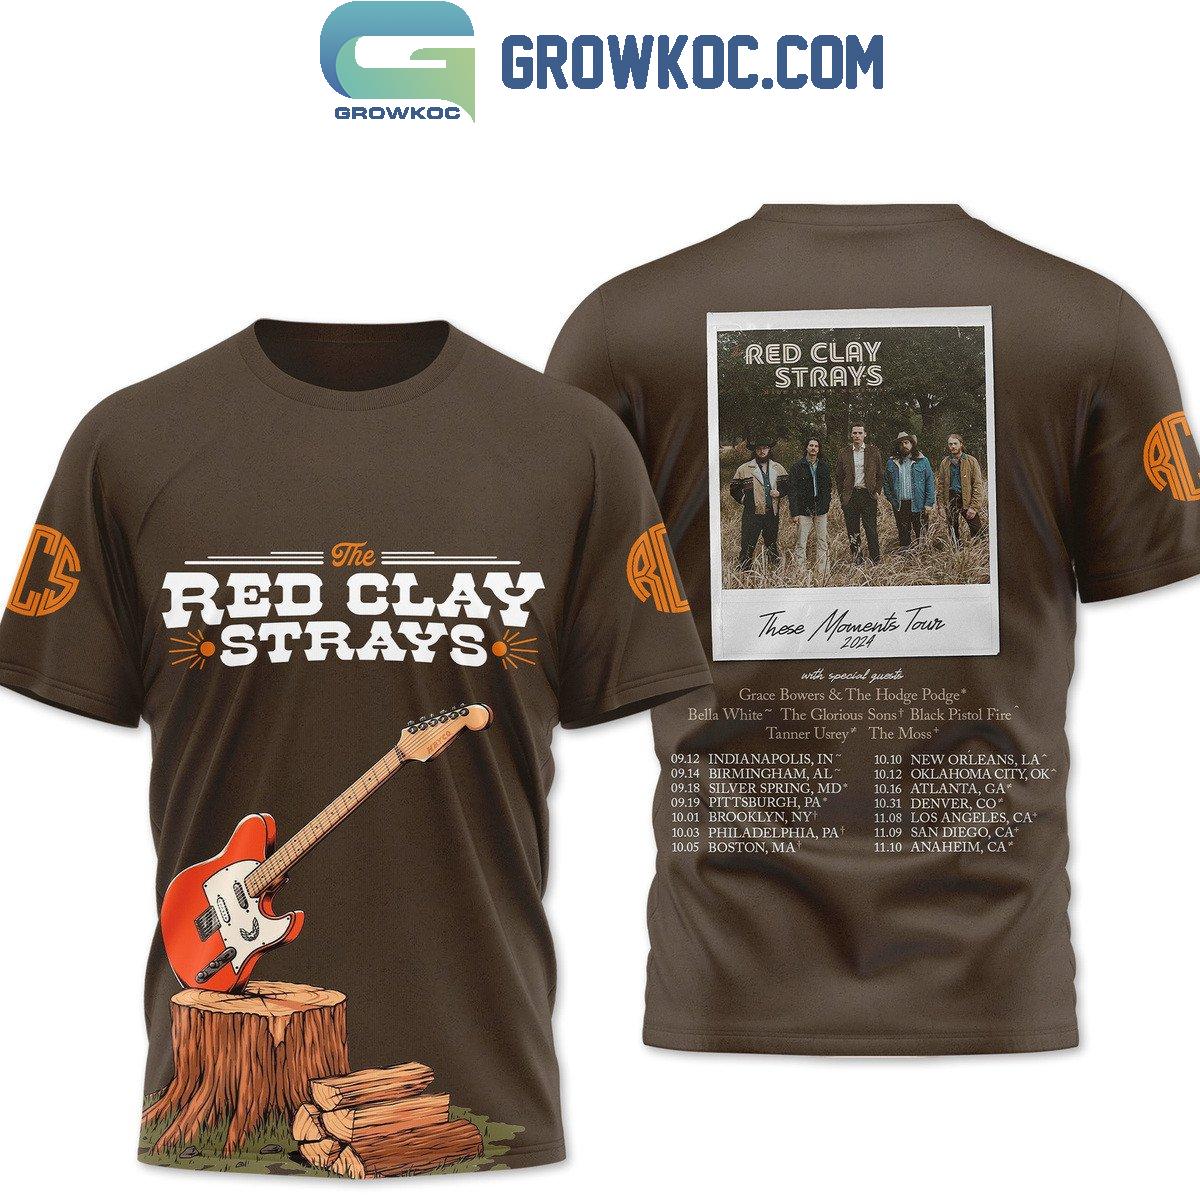 GROWKOC.COM
GROWKOC
The
RED CLAY
STRAYS
RCS
RED CLAY
STRAYS
These Moments Tour
2024
with special guests
Grace Bowers & The Hodge Podge*
Bella White~ The Glorious Sons† Black Pistol Fire^
Tanner Usrey≠ The Moss+
09.12 INDIANAPOLIS, IN~
09.14 BIRMINGHAM, AL~
09.18 SILVER SPRING, MD*
09.19 PITTSBURGH, PA*
10.01 BROOKLYN, NY†
10.03 PHILADELPHIA, PA†
10.05 BOSTON, MA†
10.10 NEW ORLEANS, LA^
10.12 OKLAHOMA CITY, OK^
10.16 ATLANTA, GA≠
10.31 DENVER, CO≠
11.08 LOS ANGELES, CA+
11.09 SAN DIEGO, CA+
11.10 ANAHEIM, CA≠